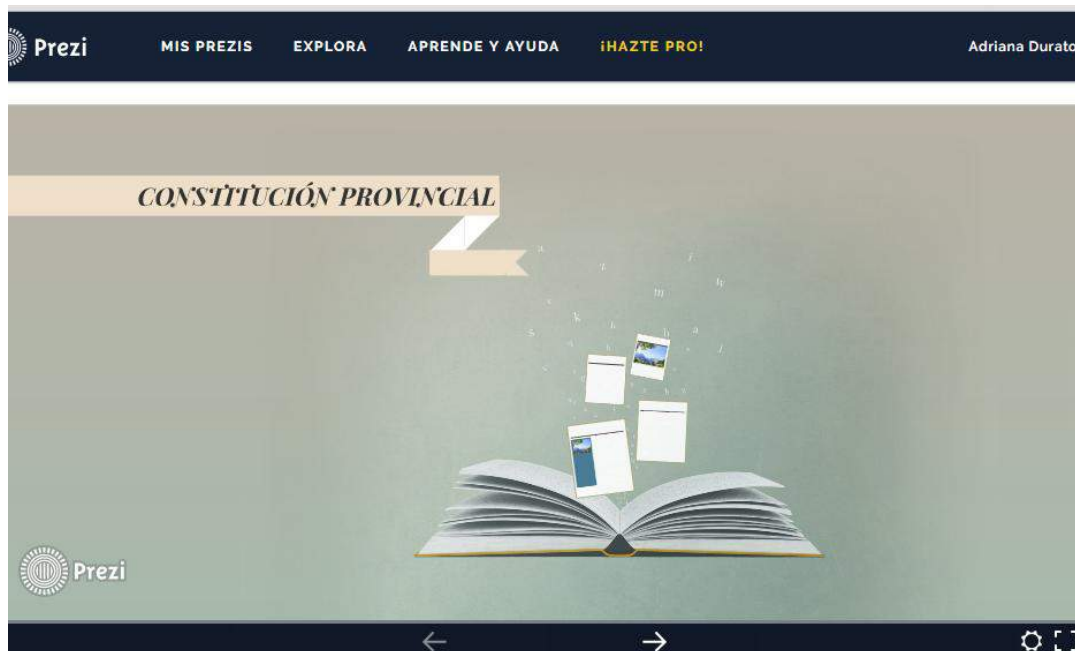 Prezi MIS PREZIS EXPLORA APRENDE Y AYUDA ¡HAZTE PRO! Adriana Durato
CONSTITUCIÓN PROVINCIAL
Prezi